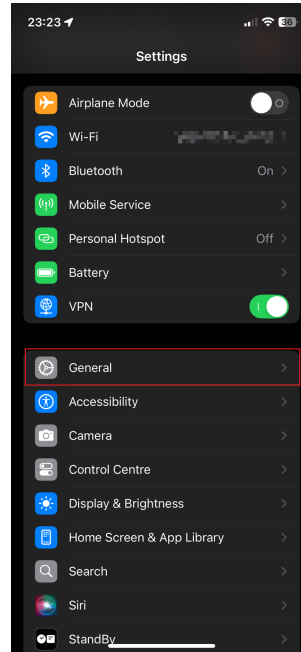 23:23
36
Settings
Airplane Mode
Wi-Fi
Bluetooth On
Mobile Service
Personal Hotspot Off
Battery
VPN
General
Accessibility
Camera
Control Centre
Display & Brightness
Home Screen & App Library
Search
Siri
StandBy